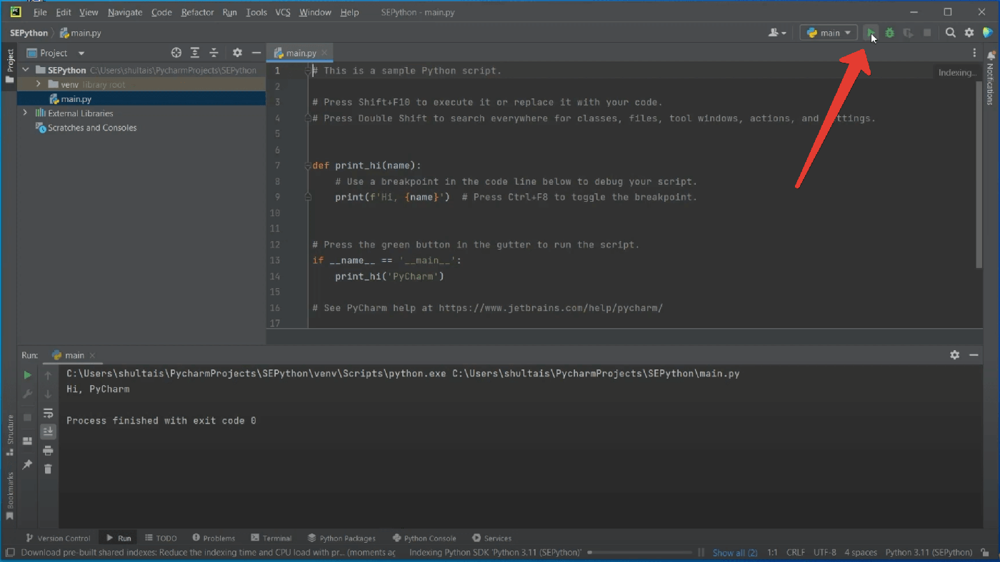 PC File Edit View Navigate Code Refactor Run Tools VCS Window Help SEPython - main.py
SEPython main.py
main
Project
Project
main.py
SEPython C:\Users\shultais\PycharmProjects\SEPython
venv library root
main.py
External Libraries
Scratches and Consoles
1 # This is a sample Python script.
Indexing...
Notifications
2
3 # Press Shift+F10 to execute it or replace it with your code.
4 # Press Double Shift to search everywhere for classes, files, tool windows, actions, and ttings.
5
6
7 def print_hi(name):
8 # Use a breakpoint in the code line below to debug your script.
9 print(f'Hi, {name}') # Press Ctrl+F8 to toggle the breakpoint.
10
11
12 # Press the green button in the gutter to run the script.
13 if __name__ == '__main__':
14 print_hi('PyCharm')
15
16 # See PyCharm help at https://www.jetbrains.com/help/pycharm/
17
Run: main
C:\Users\shultais\PycharmProjects\SEPython\venv\Scripts\python.exe C:\Users\shultais\PycharmProjects\SEPython\main.py
Hi, PyCharm
Process finished with exit code 0
Structure
Bookmarks
Version Control Run TODO Problems Terminal Python Packages Python Console Services
Download pre-built shared indexes: Reduce the indexing time and CPU load with pr... (moments ag Indexing Python SDK 'Python 3.11 (SEPython)' Show all (2) 1:1 CRLF UTF-8 4 spaces Python 3.11 (SEPython)